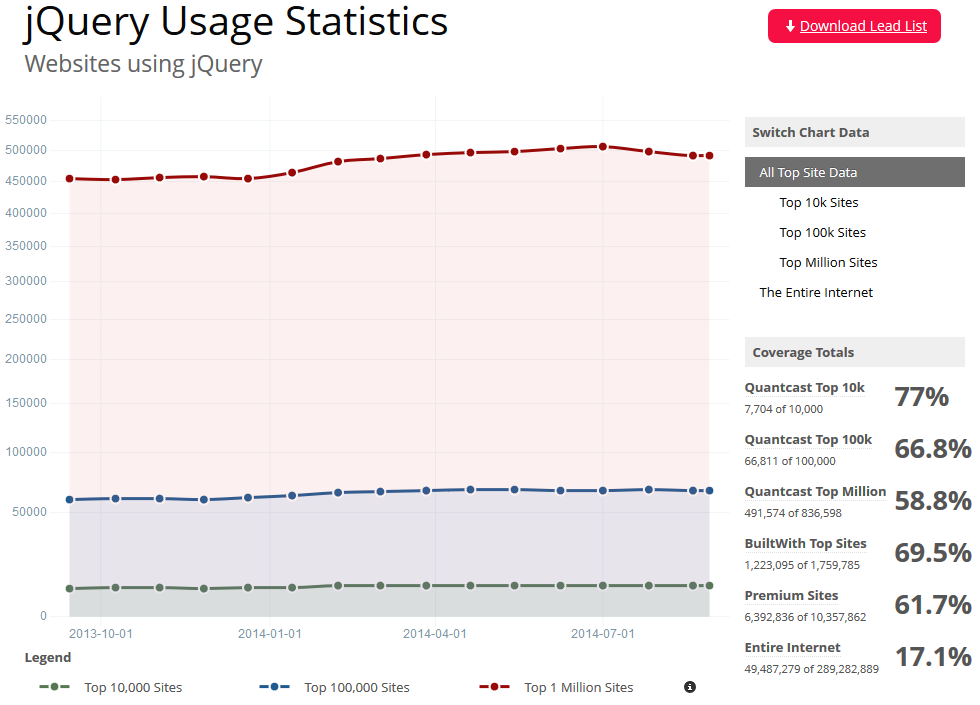 jQuery Usage Statistics
Download Lead List
Websites using jQuery
550000
500000
450000
400000
350000
300000
250000
200000
150000
100000
50000
0
2013-10-01 2014-01-01 2014-04-01 2014-07-01
Legend
Top 10,000 Sites Top 100,000 Sites Top 1 Million Sites
Switch Chart Data
All Top Site Data
Top 10k Sites
Top 100k Sites
Top Million Sites
The Entire Internet
Coverage Totals
Quantcast Top 10k 77%
7,704 of 10,000
Quantcast Top 100k 66.8%
66,811 of 100,000
Quantcast Top Million 58.8%
491,574 of 836,598
BuiltWith Top Sites 69.5%
1,223,095 of 1,759,785
Premium Sites 61.7%
6,392,836 of 10,357,862
Entire Internet 17.1%
49,487,279 of 289,282,889